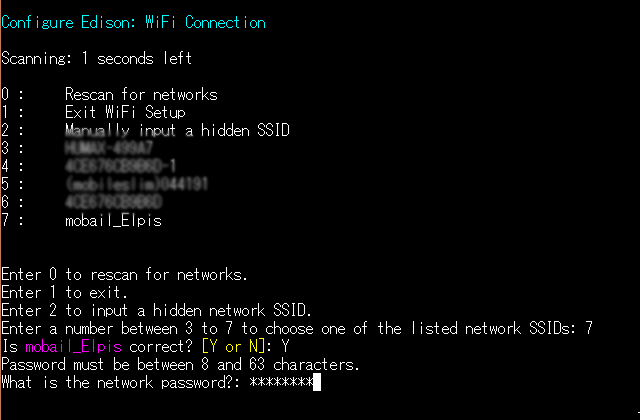 Configure Edison: WiFi Connection
Scanning: 1 seconds left
0 : Rescan for networks
1 : Exit WiFi Setup
2 : Manually input a hidden SSID
3 :
4 :
5 :
6 :
7 : mobail_Elpis
Enter 0 to rescan for networks.
Enter 1 to exit.
Enter 2 to input a hidden network SSID.
Enter a number between 3 to 7 to choose one of the listed network SSIDs: 7
Is mobail_Elpis correct? [Y or N]: Y
Password must be between 8 and 63 characters.
What is the network password?: ********